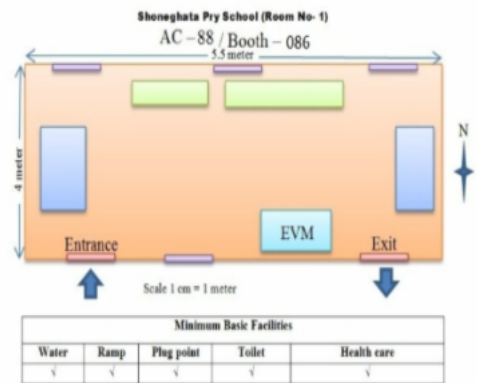 Shoneghata Pry School (Room No- 1)
AC – 88 / Booth – 086
5.5 meter
4 meter
N
EVM
Entrance
Exit
Scale 1 cm = 1 meter
Minimum Basic Facilities
Water Ramp Plug point Toilet Health care
√ √ √ √ √